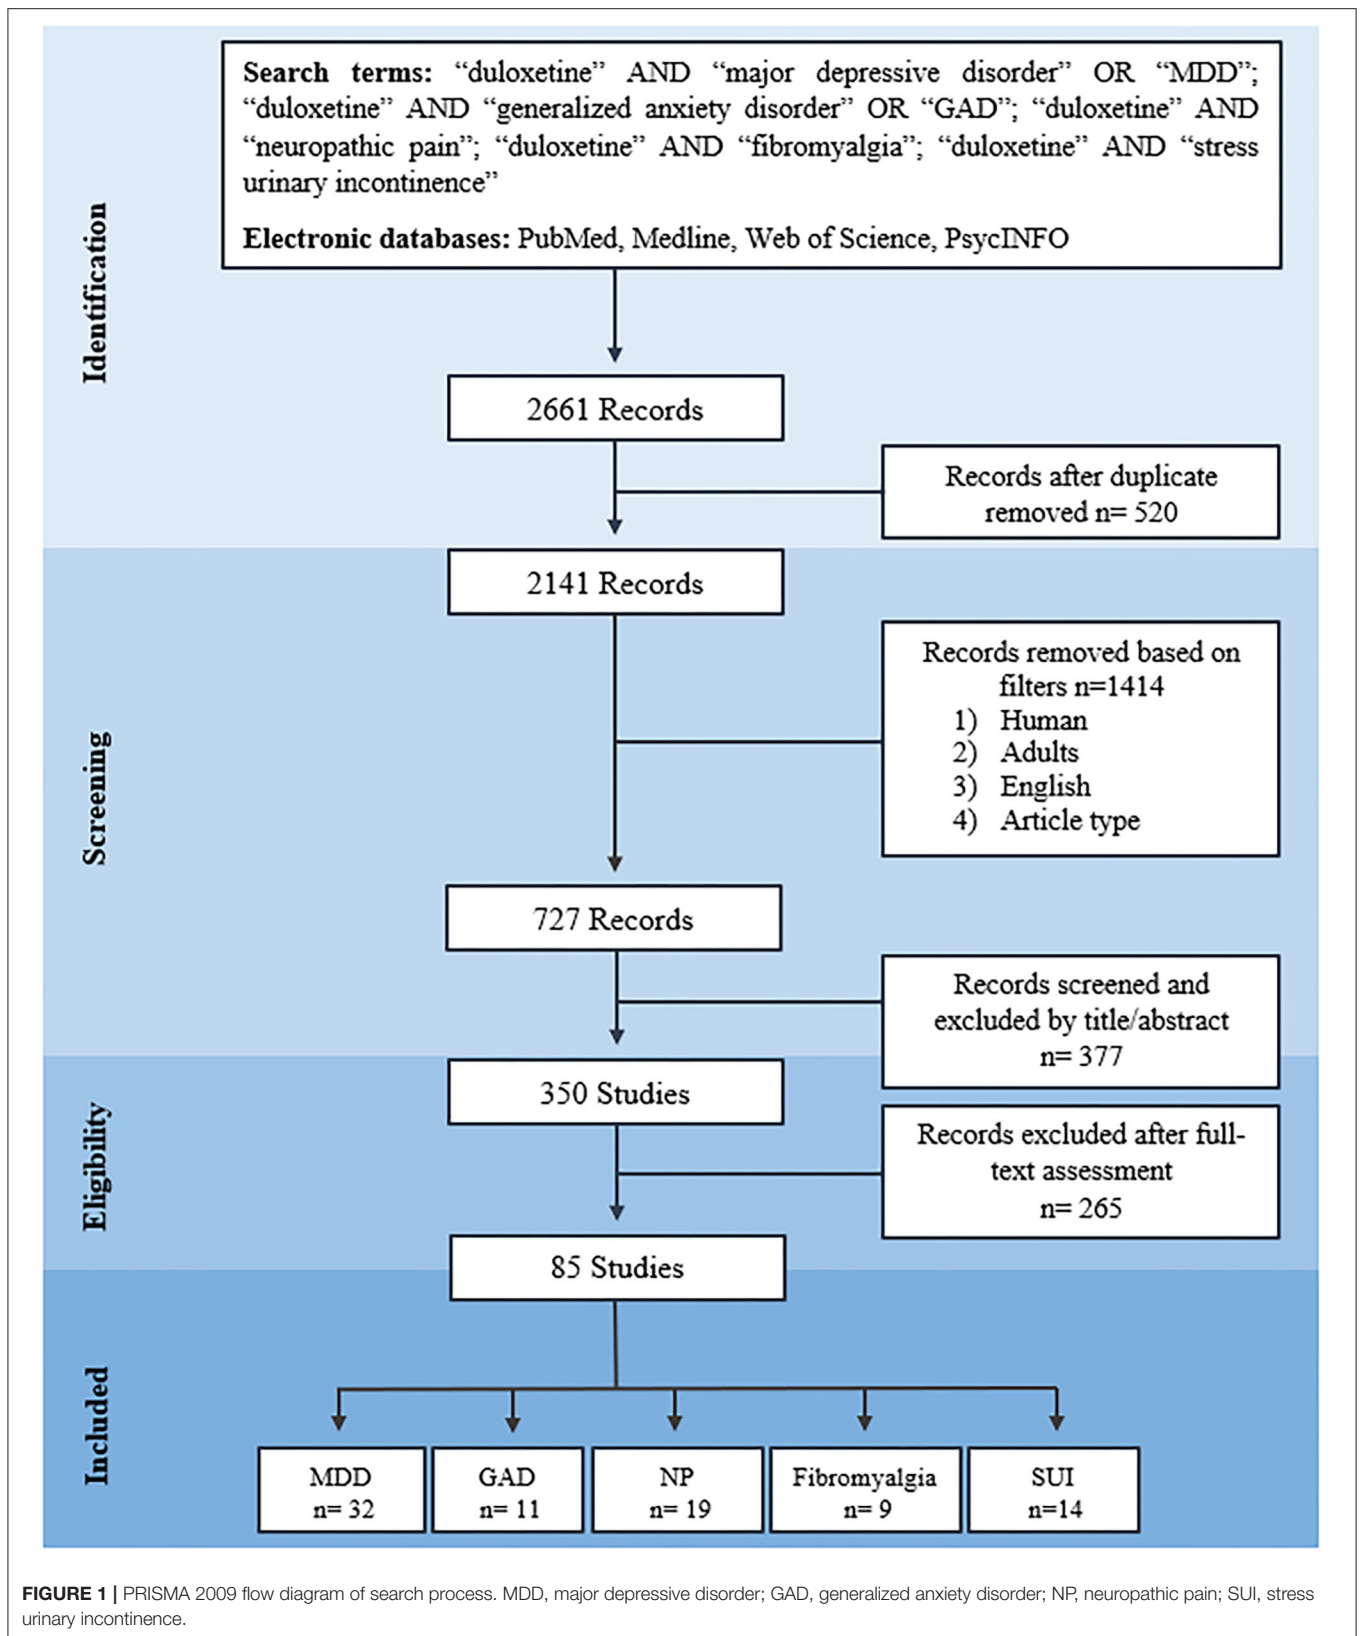 Search terms: “duloxetine” AND “major depressive disorder” OR “MDD”;
“duloxetine” AND “generalized anxiety disorder” OR “GAD”; “duloxetine” AND
“neuropathic pain”; “duloxetine” AND “fibromyalgia”; “duloxetine” AND “stress
urinary incontinence”
Electronic databases: PubMed, Medline, Web of Science, PsycINFO
Identification
2661 Records
Records after duplicate
removed n= 520
2141 Records
Screening
Records removed based on
filters n=1414
1) Human
2) Adults
3) English
4) Article type
727 Records
Records screened and
excluded by title/abstract
n= 377
350 Studies
Eligibility
Records excluded after full-
text assessment
n= 265
85 Studies
Included
MDD
n= 32
GAD
n= 11
NP
n= 19
Fibromyalgia
n= 9
SUI
n=14
FIGURE 1 | PRISMA 2009 flow diagram of search process. MDD, major depressive disorder; GAD, generalized anxiety disorder; NP, neuropathic pain; SUI, stress
urinary incontinence.